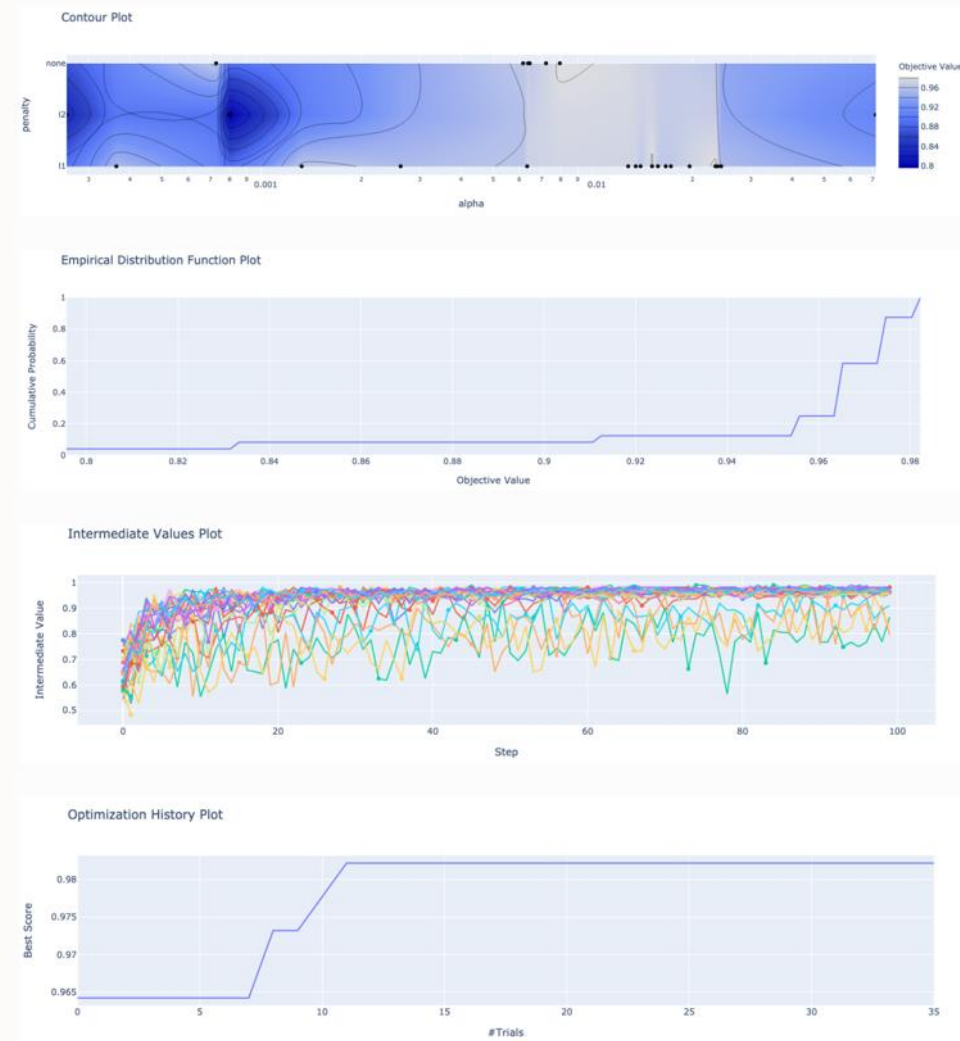 Contour Plot
none
l2
l1
penalty
3 4 5 6 7 8 9 0.001 2 3 4 5 6 7 8 9 0.01 2 3 4 5 6 7
alpha
Objective Value
0.96
0.92
0.88
0.84
0.8
Empirical Distribution Function Plot
1
0.8
0.6
0.4
0.2
0
Cumulative Probability
0.8 0.82 0.84 0.86 0.88 0.9 0.92 0.94 0.96 0.98
Objective Value
Intermediate Values Plot
1
0.9
0.8
0.7
0.6
0.5
Intermediate Value
0 20 40 60 80 100
Step
Optimization History Plot
0.98
0.975
0.97
0.965
Best Score
0 5 10 15 20 25 30 35
#Trials